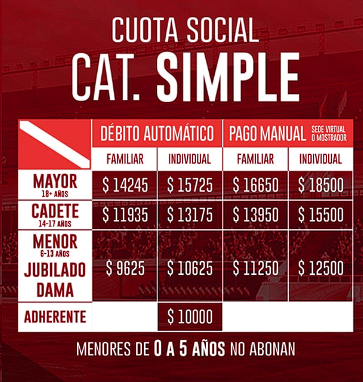 CUOTA SOCIAL
CAT. SIMPLE
DÉBITO AUTOMÁTICO PAGO MANUAL SEDE VIRTUAL O MOSTRADOR
FAMILIAR INDIVIDUAL FAMILIAR INDIVIDUAL
MAYOR 18+ AÑOS $ 14245 $ 15725 $ 16650 $ 18500
CADETE 14-17 AÑOS $ 11935 $ 13175 $ 13950 $ 15500
MENOR
6-13 AÑOS
JUBILADO $ 9625 $ 10625 $ 11250 $ 12500
DAMA
ADHERENTE $ 10000
MENORES DE 0 A 5 AÑOS NO ABONAN